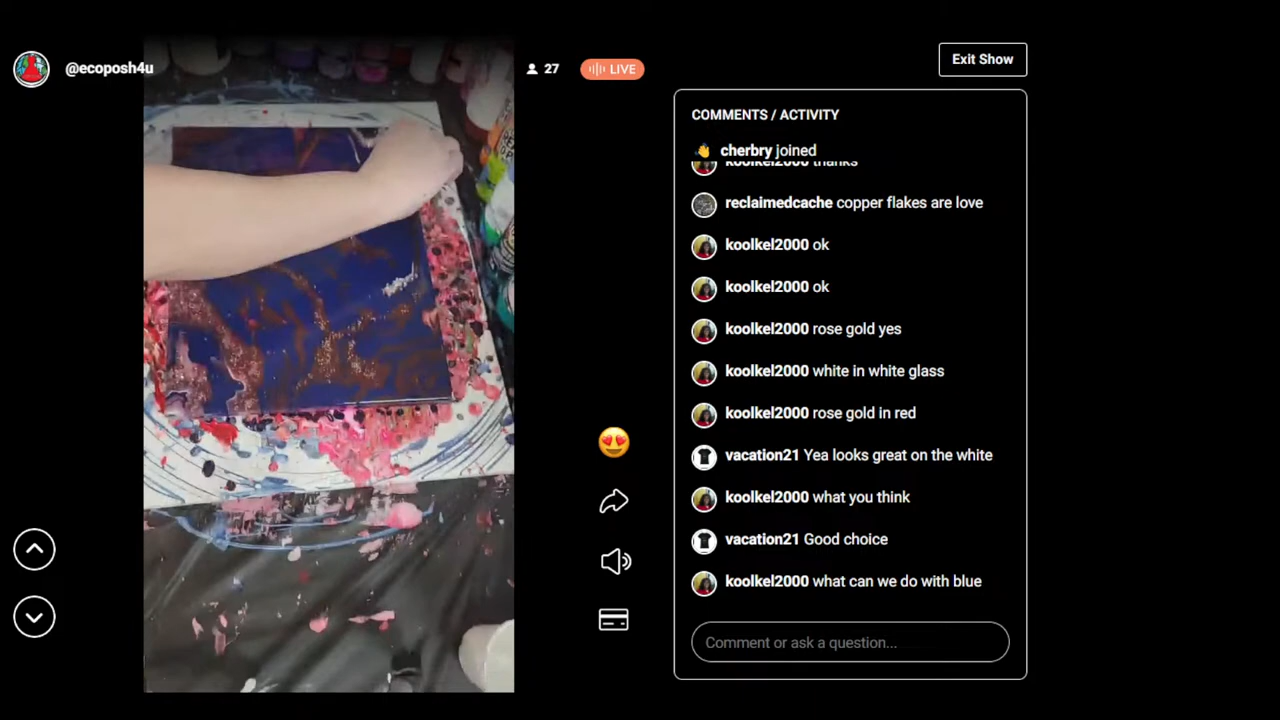 @ecoposh4u
27
LIVE
Exit Show
COMMENTS / ACTIVITY
cherbry joined
koolkel2000 thanks
reclaimedcache copper flakes are love
koolkel2000 ok
koolkel2000 ok
koolkel2000 rose gold yes
koolkel2000 white in white glass
koolkel2000 rose gold in red
vacation21 Yea looks great on the white
koolkel2000 what you think
vacation21 Good choice
koolkel2000 what can we do with blue
Comment or ask a question...